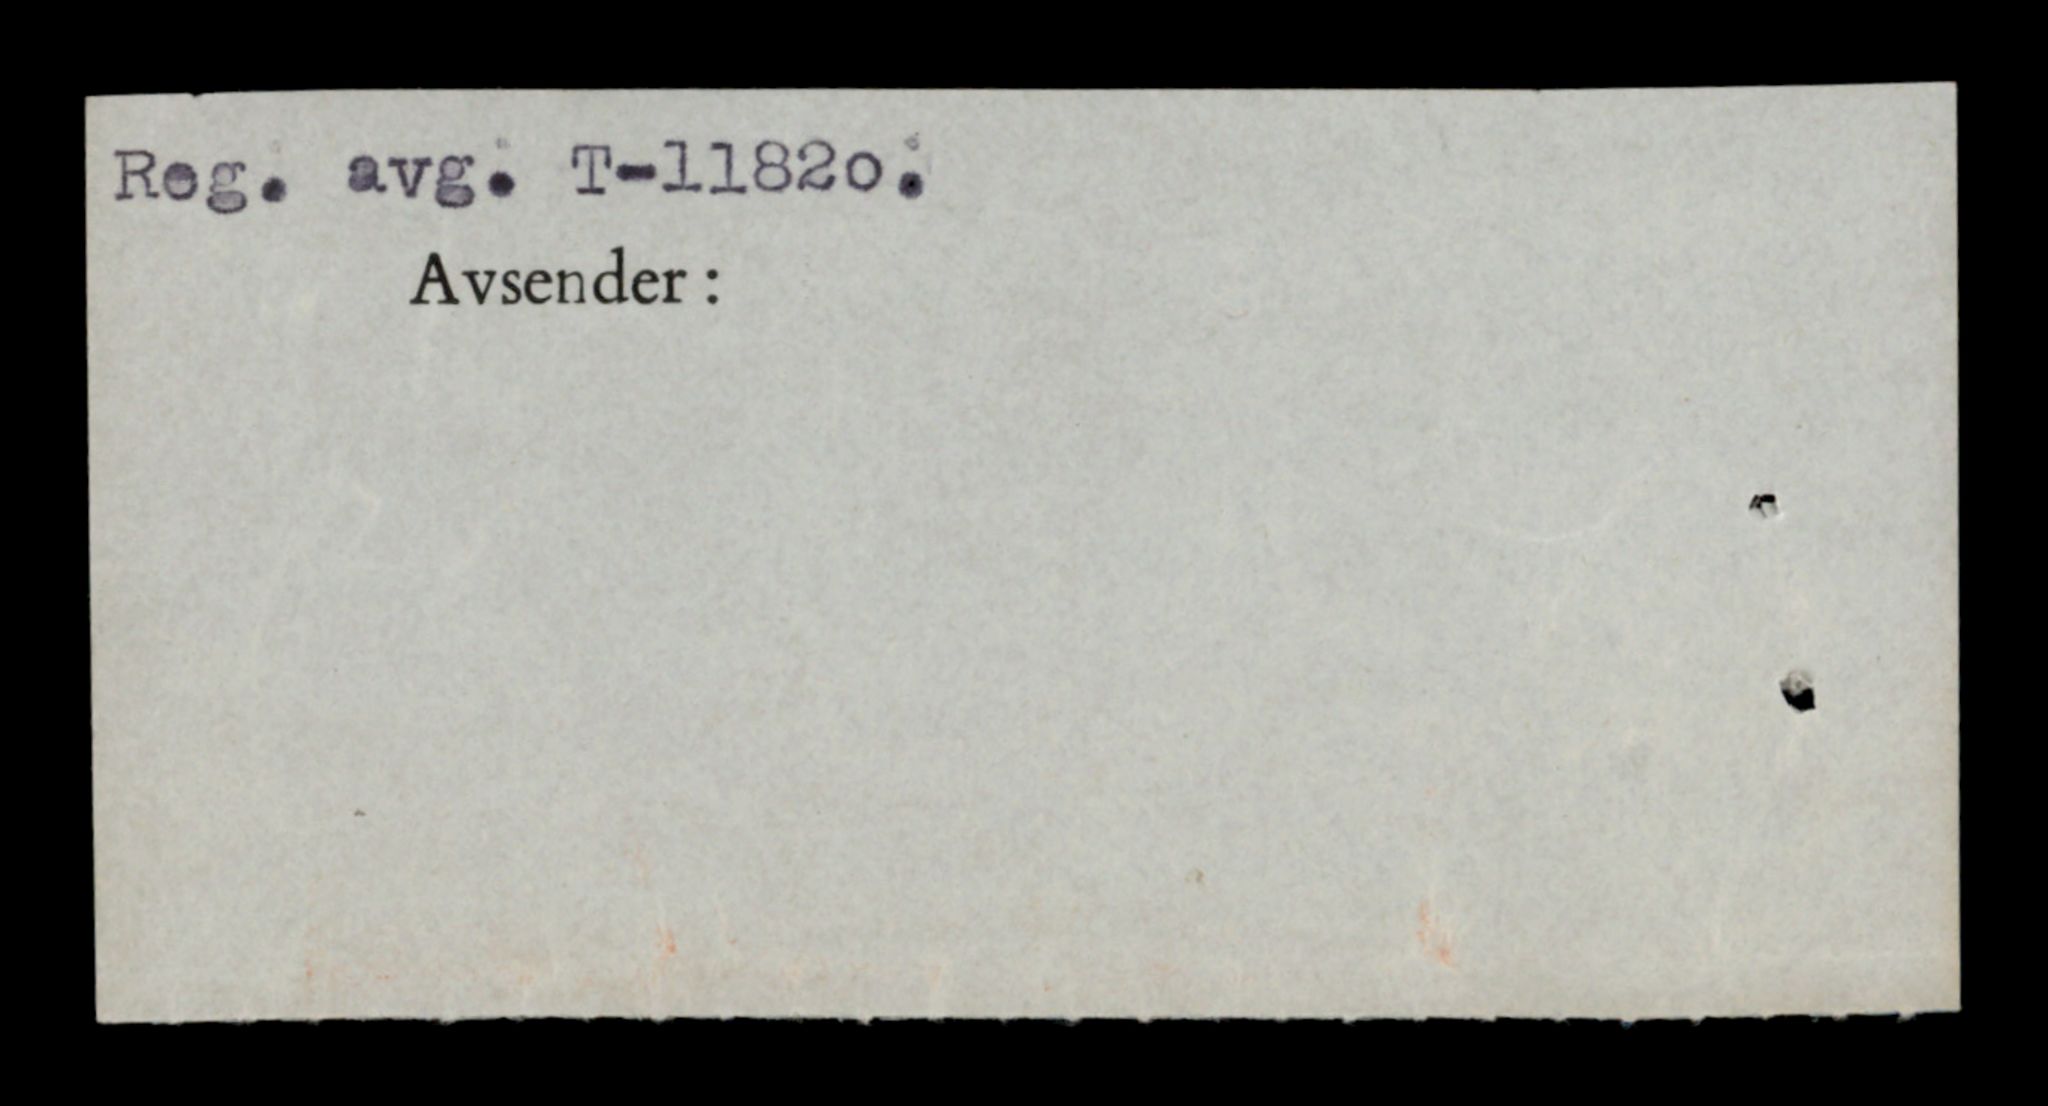 Reg. avg. T-11820.
Avsender: